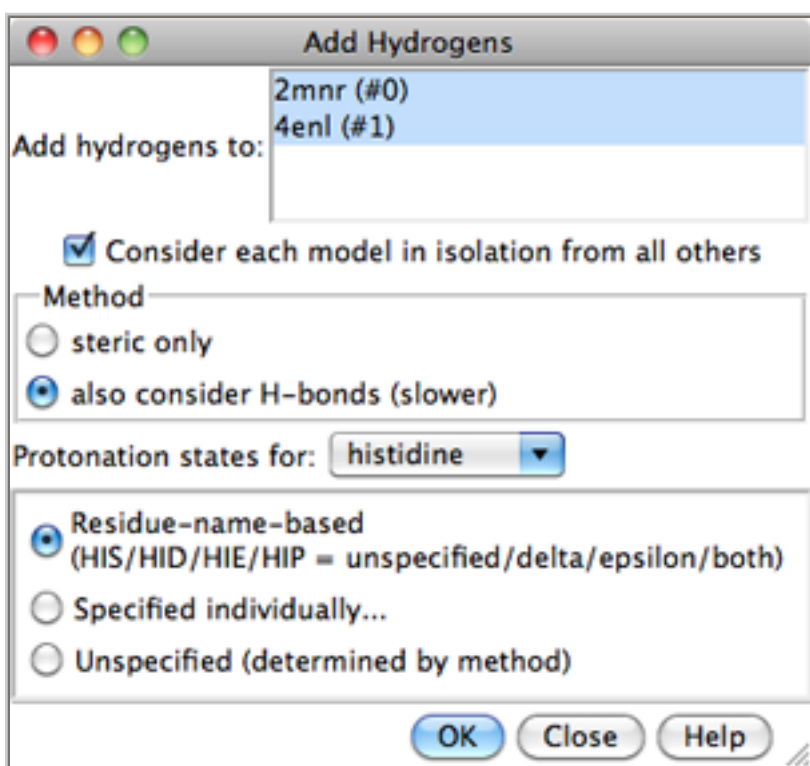 Add Hydrogens
2mnr (#0)
4enl (#1)
Add hydrogens to:
Consider each model in isolation from all others
Method
steric only
also consider H-bonds (slower)
Protonation states for: histidine
Residue-name-based
(HIS/HID/HIE/HIP = unspecified/delta/epsilon/both)
Specified individually...
Unspecified (determined by method)
OK Close Help